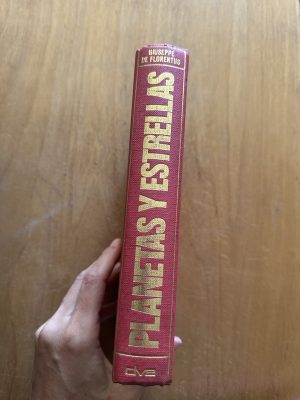 GIUSEPPE
DE FLORENTIIS
PLANETAS Y ESTRELLAS
dve